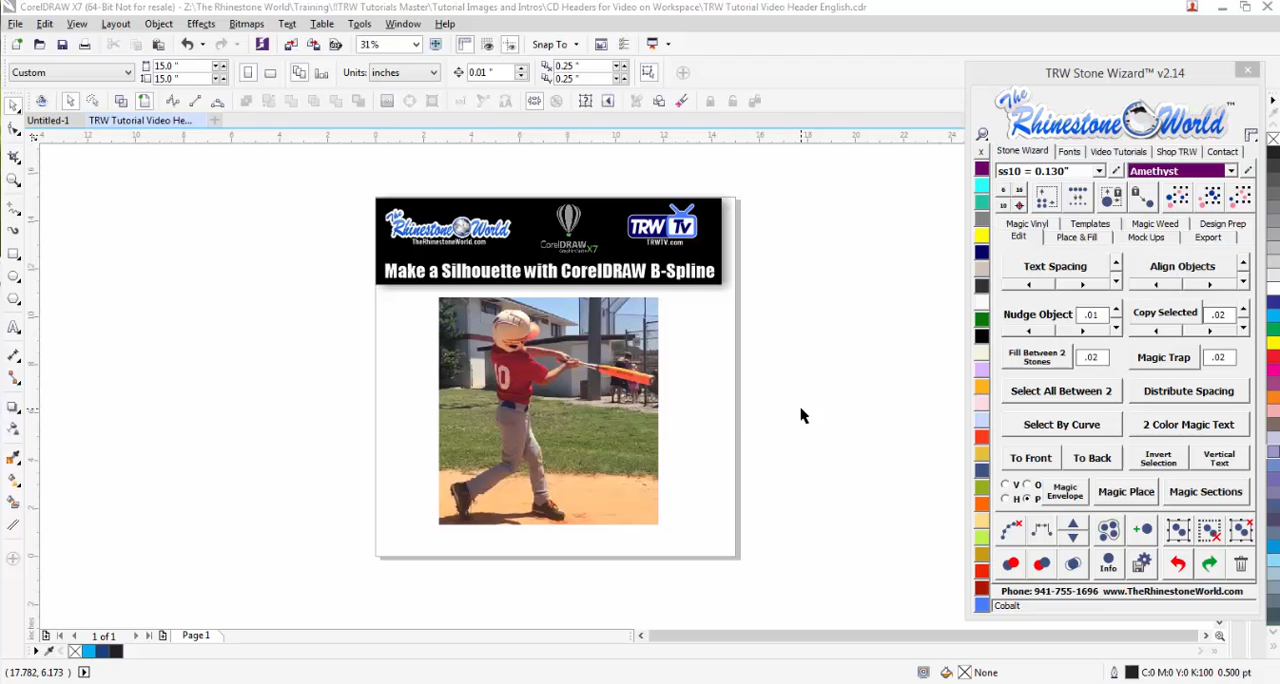 CorelDRAW X7 (64-Bit Not for resale) - E:\The Rhinestone World\Training\!!TRW Tutorials Master\Tutorial Images and Intros\CD Headers for Video on Workspace\TRW Tutorial Video Header English.cdr
File Edit View Layout Object Effects Bitmaps Text Table Tools Window Help
31% Snap To
Custom 15.0 " 15.0 " Units: inches 0.01 " 0.25 " 0.25 "
Untitled-1 TRW Tutorial Video He...
TRW Stone Wizard™ v2.14
The Rhinestone World™
Stone Wizard Fonts Video Tutorials Shop TRW Contact
ss10 = 0.130" Amethyst
Magic Vinyl Templates Magic Weed Design Prep
Edit Place & Fill Mock Ups Export
Text Spacing Align Objects
Nudge Object .01 Copy Selected .02
Fill Between 2 Stones .02 Magic Trap .02
Select All Between 2 Distribute Spacing
Select By Curve 2 Color Magic Text
To Front To Back Invert Selection Vertical Text
V O H P Magic Envelope Magic Place Magic Sections
Info
Phone: 941-755-1696 www.TheRhinestoneWorld.com
Cobalt
The Rhinestone World
TheRhinestoneWorld.com
CorelDRAW X7
TRW TV
TRWTV.com
Make a Silhouette with CorelDRAW B-Spline
1 of 1 Page 1
(17.782, 6.173) None C:0 M:0 Y:0 K:100 0.500 pt